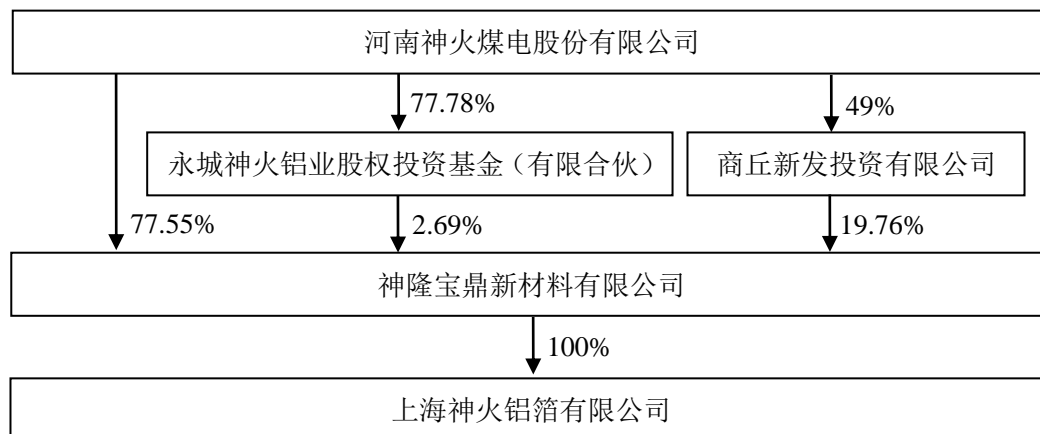 河南神火煤电股份有限公司
77.78%
49%
永城神火铝业股权投资基金（有限合伙）
商丘新发投资有限公司
77.55%
2.69%
19.76%
神隆宝鼎新材料有限公司
100%
上海神火铝箔有限公司